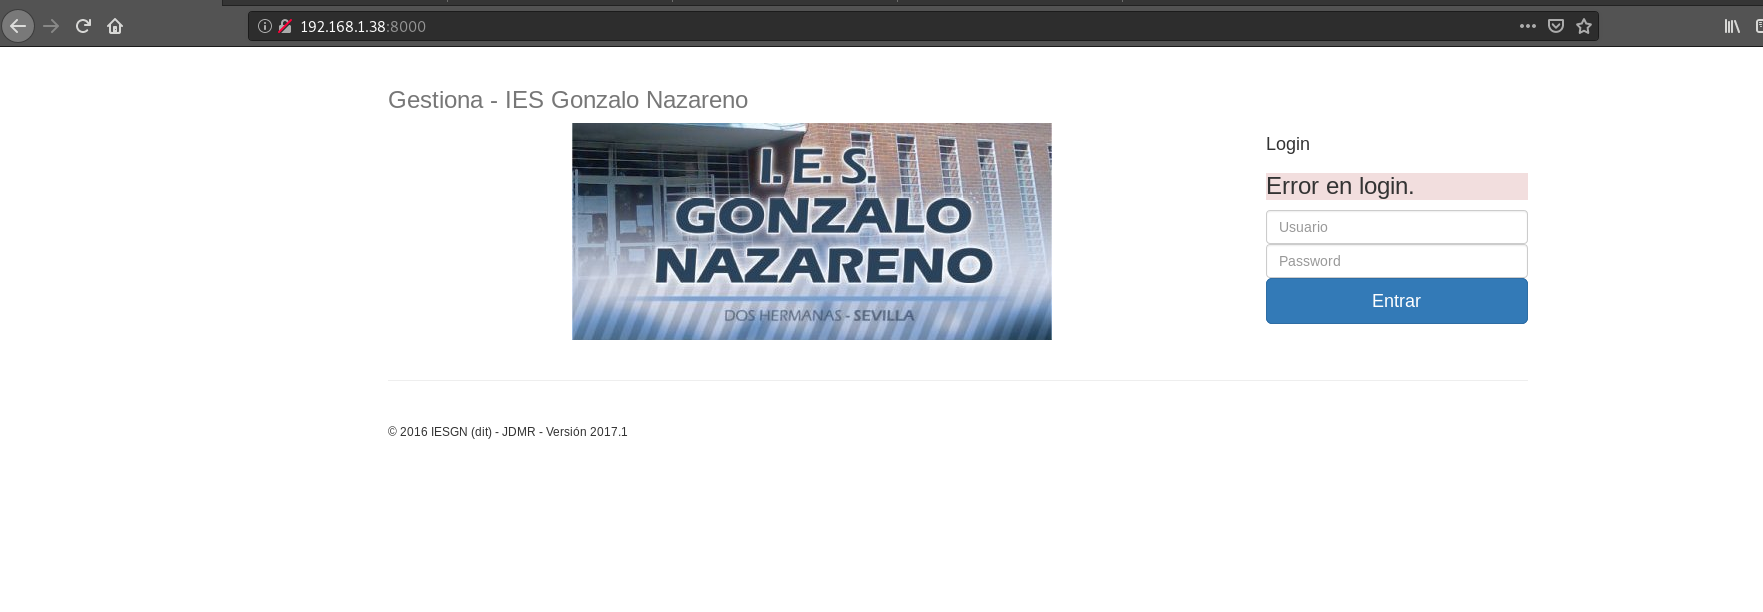 192.168.1.38:8000
Gestiona - IES Gonzalo Nazareno
I.E.S.
GONZALO
NAZARENO
DOS HERMANAS - SEVILLA
Login
Error en login.
Usuario
Password
Entrar
© 2016 IESGN (dit) - JDMR - Versión 2017.1